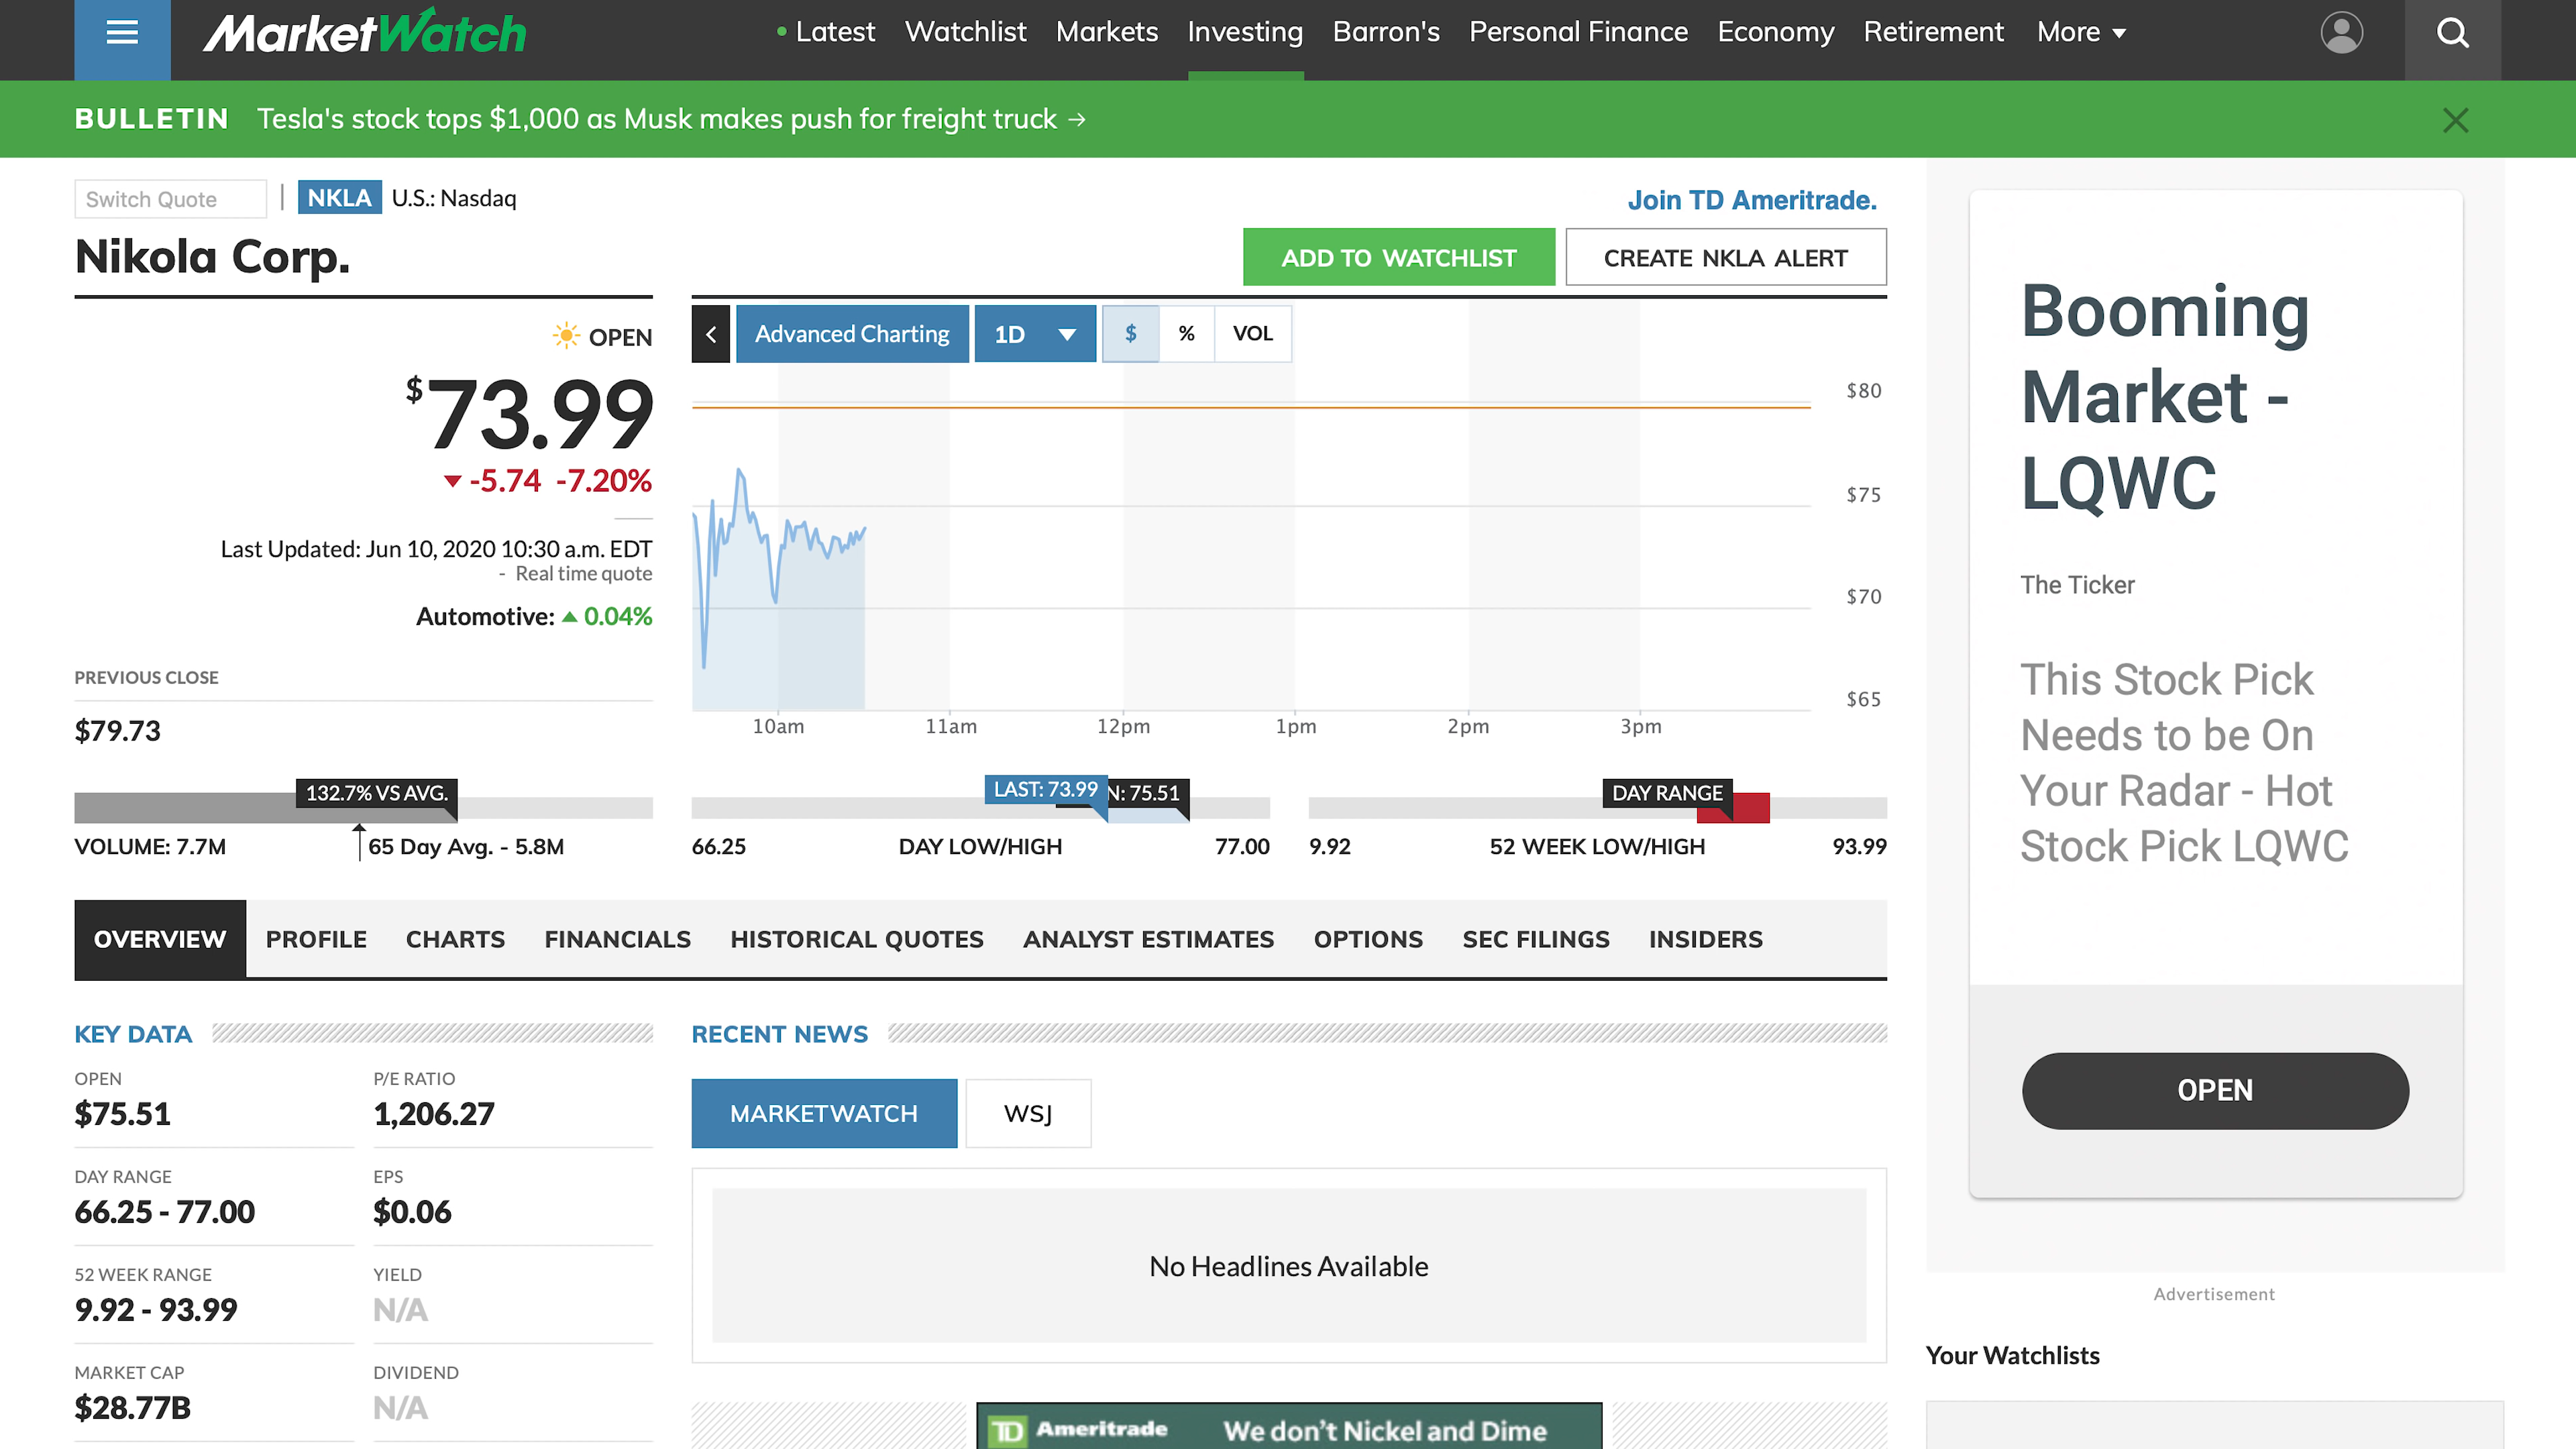 MarketWatch
Latest Watchlist Markets Investing Barron's Personal Finance Economy Retirement More
BULLETIN Tesla's stock tops $1,000 as Musk makes push for freight truck →
Switch Quote | NKLA U.S.: Nasdaq
Join TD Ameritrade.
Nikola Corp.
ADD TO WATCHLIST CREATE NKLA ALERT
OPEN
$73.99
-5.74 -7.20%
Last Updated: Jun 10, 2020 10:30 a.m. EDT
- Real time quote
Automotive: 0.04%
PREVIOUS CLOSE
$79.73
Advanced Charting 1D $ % VOL
$80
$75
$70
$65
10am 11am 12pm 1pm 2pm 3pm
132.7% VS AVG.
VOLUME: 7.7M 65 Day Avg. - 5.8M
LAST: 73.99 N: 75.51
66.25 DAY LOW/HIGH 77.00
DAY RANGE
9.92 52 WEEK LOW/HIGH 93.99
OVERVIEW PROFILE CHARTS FINANCIALS HISTORICAL QUOTES ANALYST ESTIMATES OPTIONS SEC FILINGS INSIDERS
KEY DATA
OPEN P/E RATIO
$75.51 1,206.27
DAY RANGE EPS
66.25 - 77.00 $0.06
52 WEEK RANGE YIELD
9.92 - 93.99 N/A
MARKET CAP DIVIDEND
$28.77B N/A
RECENT NEWS
MARKETWATCH WSJ
No Headlines Available
TD Ameritrade We don't Nickel and Dime
Booming
Market -
LQWC
The Ticker
This Stock Pick
Needs to be On
Your Radar - Hot
Stock Pick LQWC
OPEN
Advertisement
Your Watchlists